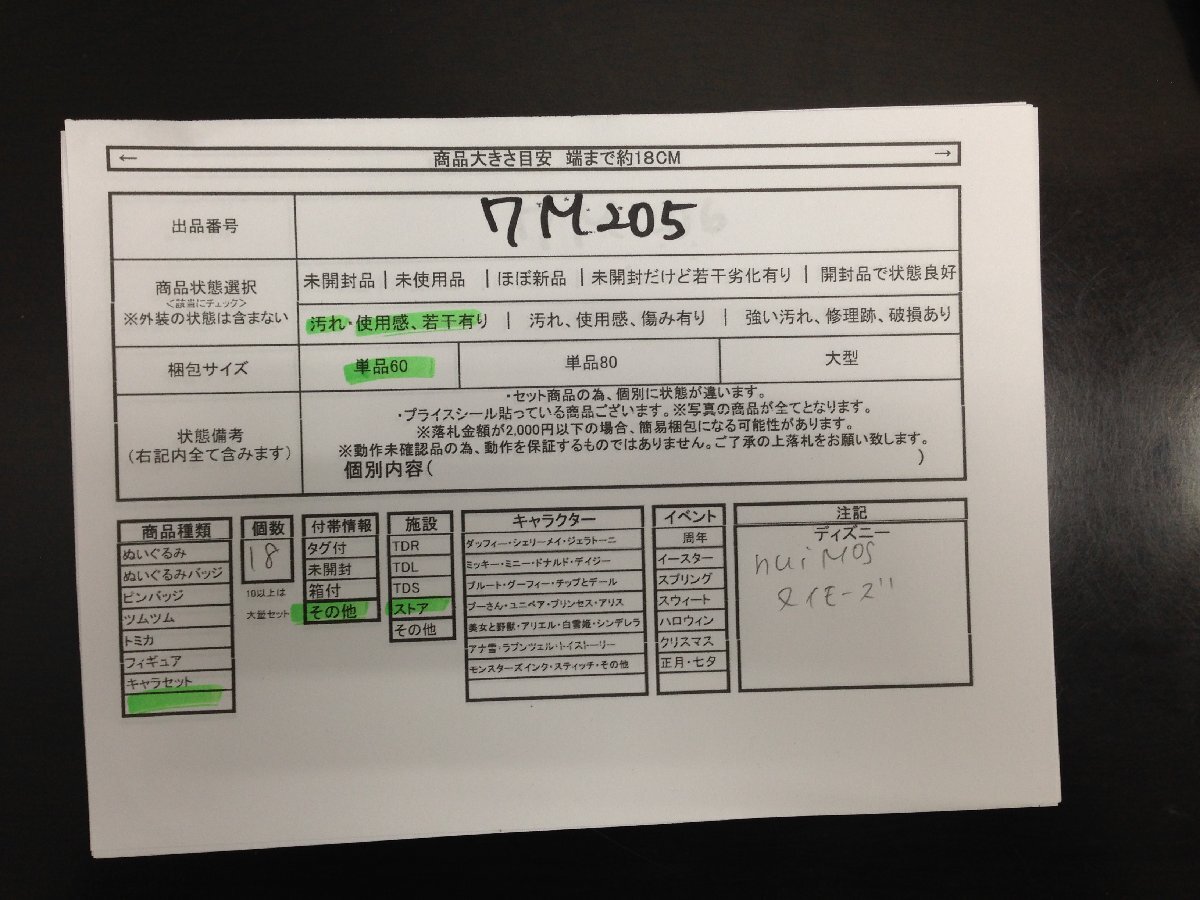 ← 商品大きさ目安 端まで約18CM →
出品番号 7M205
商品状態選択
<該当にチェック>
※外装の状態は含まない
未開封品 | 未使用品 | ほぼ新品 | 未開封だけど若干劣化有り | 開封品で状態良好
汚れ・使用感、若干有り | 汚れ、使用感、傷み有り | 強い汚れ、修理跡、破損あり
梱包サイズ 単品60 単品80 大型
状態備考
(右記内全て含みます)
・セット商品の為、個別に状態が違います。
・プライスシール貼っている商品ございます。※写真の商品が全てとなります。
※落札金額が2,000円以下の場合、簡易梱包になる可能性があります。
※動作未確認品の為、動作を保証するものではありません。ご了承の上落札をお願い致します。
個別内容( )
商品種類
ぬいぐるみ
ぬいぐるみバッジ
ピンバッジ
ツムツム
トミカ
フィギュア
キャラセット
個数
18
10以上は
大量セット
付帯情報
タグ付
未開封
箱付
その他
施設
TDR
TDL
TDS
ストア
その他
キャラクター
ダッフィー・シェリーメイ・ジェラトーニ
ミッキー・ミニー・ドナルド・デイジー
プルート・グーフィー・チップとデール
プーさん・ユニベア・プリンセス・アリス
美女と野獣・アリエル・白雪姫・シンデレラ
アナ雪・ラプンツェル・トイストーリー
モンスターズインク・スティッチ・その他
イベント
周年
イースター
スプリング
スウィート
ハロウィン
クリスマス
正月・七夕
注記
ディズニー
nuiMOS
ヌイモーズ